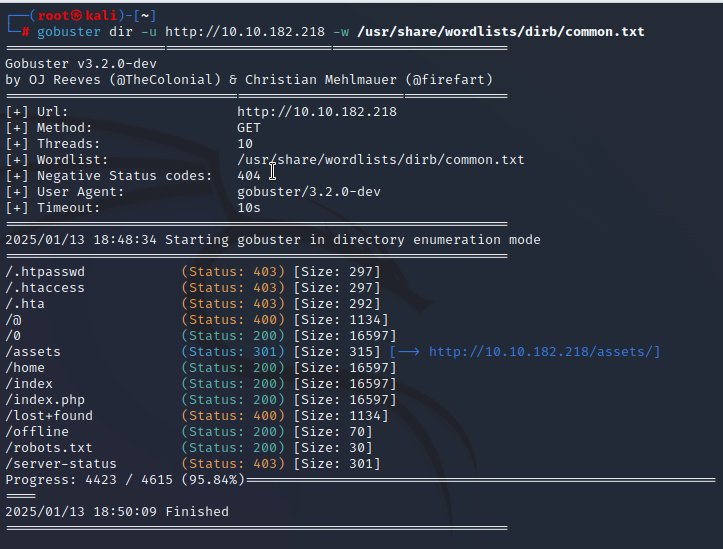 ┌──(root㉿kali)-[~]
└─# gobuster dir -u http://10.10.182.218 -w /usr/share/wordlists/dirb/common.txt
===============================================================
Gobuster v3.2.0-dev
by OJ Reeves (@TheColonial) & Christian Mehlmauer (@firefart)
===============================================================
[+] Url:                     http://10.10.182.218
[+] Method:                  GET
[+] Threads:                 10
[+] Wordlist:                /usr/share/wordlists/dirb/common.txt
[+] Negative Status codes:   404
[+] User Agent:              gobuster/3.2.0-dev
[+] Timeout:                 10s
===============================================================
2025/01/13 18:48:34 Starting gobuster in directory enumeration mode
===============================================================
/.htpasswd            (Status: 403) [Size: 297]
/.htaccess            (Status: 403) [Size: 297]
/.hta                 (Status: 403) [Size: 292]
/@                    (Status: 400) [Size: 1134]
/0                    (Status: 200) [Size: 16597]
/assets               (Status: 301) [Size: 315] [--> http://10.10.182.218/assets/]
/home                 (Status: 200) [Size: 16597]
/index                (Status: 200) [Size: 16597]
/index.php            (Status: 200) [Size: 16597]
/lost+found           (Status: 400) [Size: 1134]
/offline              (Status: 200) [Size: 70]
/robots.txt           (Status: 200) [Size: 30]
/server-status        (Status: 403) [Size: 301]
Progress: 4423 / 4615 (95.84%)===========================================================
====
2025/01/13 18:50:09 Finished
===============================================================